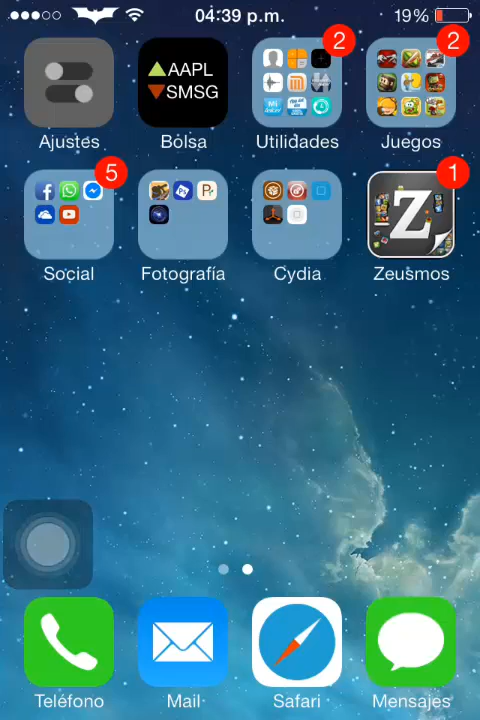 04:39 p.m. 19%
AAPL
SMSG
2
2
Ajustes Bolsa Utilidades Juegos
5
1
Z
Social Fotografía Cydia Zeusmos
Teléfono Mail Safari Mensajes